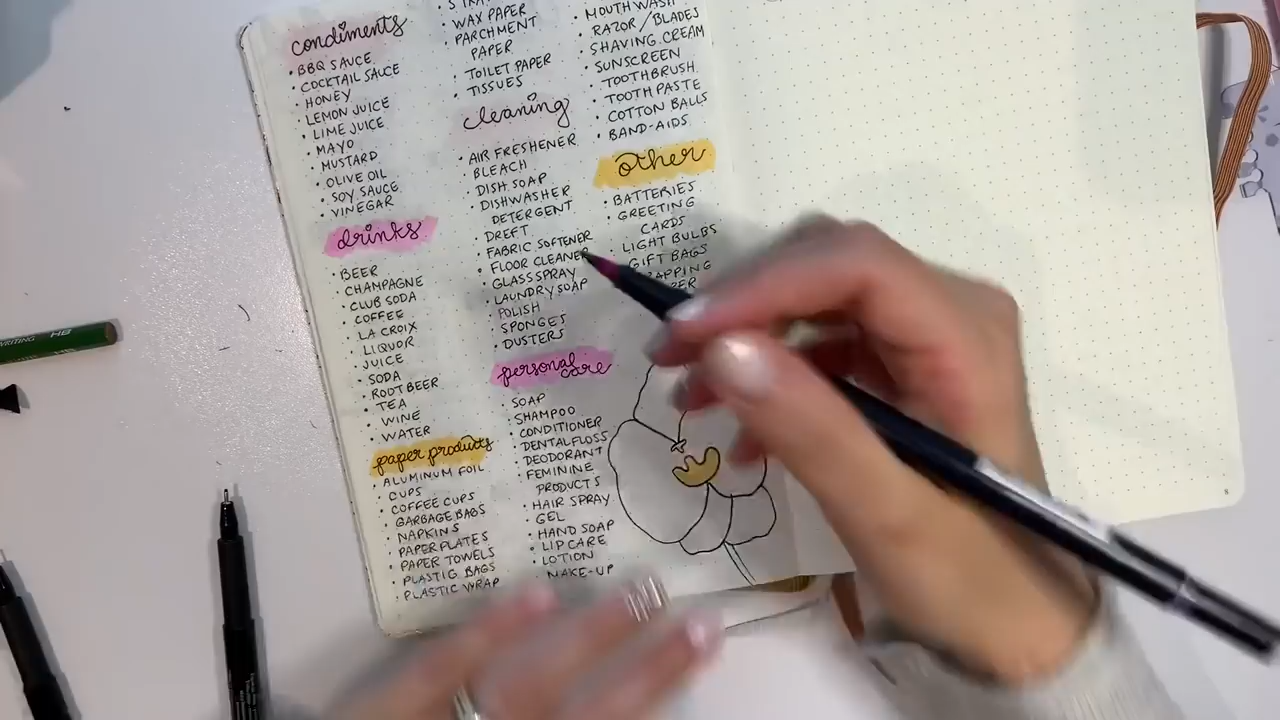 condiments
• BBQ SAUCE
• COCKTAIL SAUCE
• HONEY
• LEMON JUICE
• LIME JUICE
• MAYO
• MUSTARD
• OLIVE OIL
• SOY SAUCE
• VINEGAR
drinks
• BEER
• CHAMPAGNE
• CLUB SODA
• COFFEE
• LA CROIX
• LIQUOR
• JUICE
• SODA
• ROOT BEER
• TEA
• WINE
• WATER
paper products
• ALUMINUM FOIL
• CUPS
• COFFEE CUPS
• GARBAGE BAGS
• NAPKINS
• PAPER PLATES
• PAPER TOWELS
• PLASTIC BAGS
• PLASTIC WRAP
• WAX PAPER
• PARCHMENT
PAPER
• TOILET PAPER
• TISSUES
cleaning
• AIR FRESHENER
• BLEACH
• DISH SOAP
• DISHWASHER
DETERGENT
• DREFT
• FABRIC SOFTENER
• FLOOR CLEANER
• GLASS SPRAY
• LAUNDRY SOAP
• POLISH
• SPONGES
• DUSTERS
personal
care
• SOAP
• SHAMPOO
• CONDITIONER
• DENTAL FLOSS
• DEODORANT
• FEMININE
PRODUCTS
• HAIR SPRAY
• GEL
• HAND SOAP
• LIP CARE
• LOTION
• MAKE-UP
• MOUTHWASH
• RAZOR/BLADES
• SHAVING CREAM
• SUNSCREEN
• TOOTHBRUSH
• TOOTHPASTE
• COTTON BALLS
• BAND-AIDS
other
• BATTERIES
• GREETING
CARDS
• LIGHT BULBS
• GIFT BAGS
WRITING HB
8